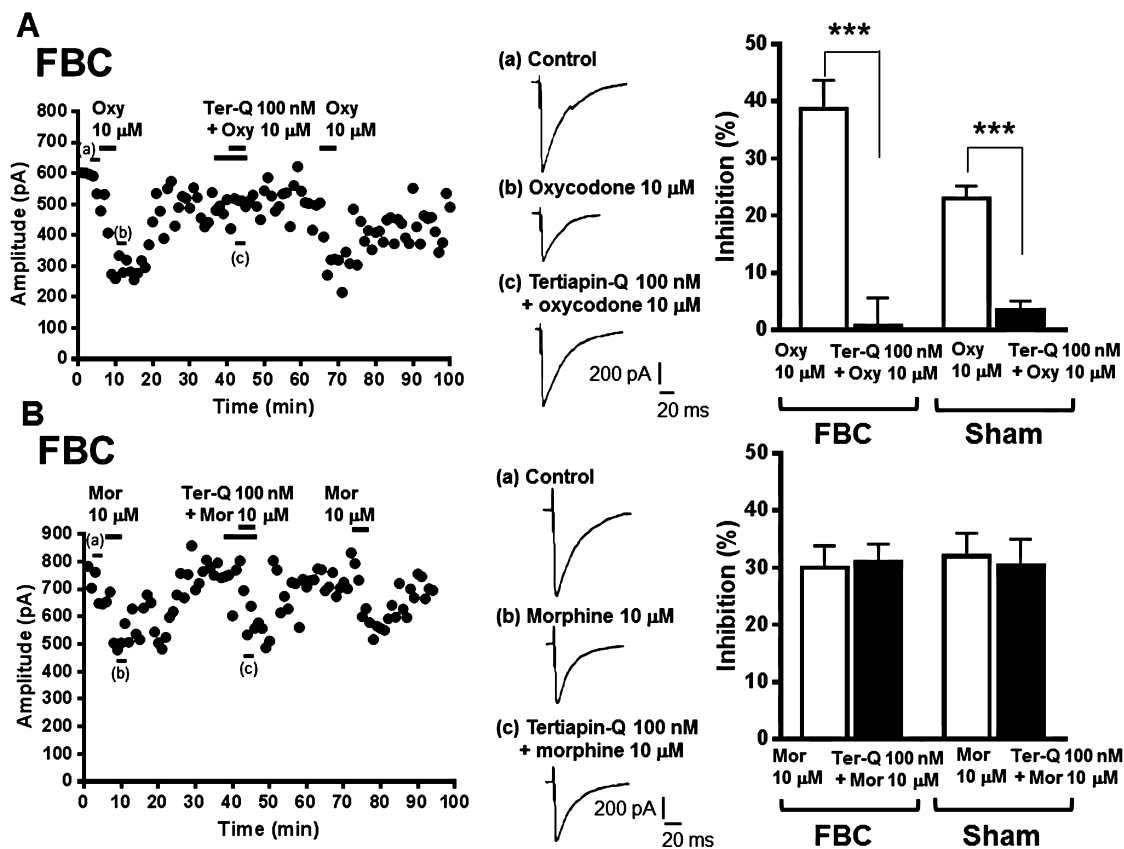 A
FBC
Oxy
10 µM
Ter-Q 100 nM
+ Oxy 10 µM
Oxy
10 µM
(a)
(b)
(c)
Amplitude (pA)
800
700
600
500
400
300
200
100
0
0 10 20 30 40 50 60 70 80 90 100
Time (min)
(a) Control
(b) Oxycodone 10 µM
(c) Tertiapin-Q 100 nM
+ oxycodone 10 µM
200 pA
20 ms
Inhibition (%)
50
40
30
20
10
0
***
***
Oxy
10 µM
Ter-Q 100 nM
+ Oxy 10 µM
Oxy
10 µM
Ter-Q 100 nM
+ Oxy 10 µM
FBC
Sham
B
FBC
Mor
10 µM
Ter-Q 100 nM
+ Mor 10 µM
Mor
10 µM
(a)
(b)
(c)
Amplitude (pA)
900
800
700
600
500
400
300
200
100
0
0 10 20 30 40 50 60 70 80 90 100
Time (min)
(a) Control
(b) Morphine 10 µM
(c) Tertiapin-Q 100 nM
+ morphine 10 µM
200 pA
20 ms
Inhibition (%)
50
40
30
20
10
0
Mor
10 µM
Ter-Q 100 nM
+ Mor 10 µM
Mor
10 µM
Ter-Q 100 nM
+ Mor 10 µM
FBC
Sham